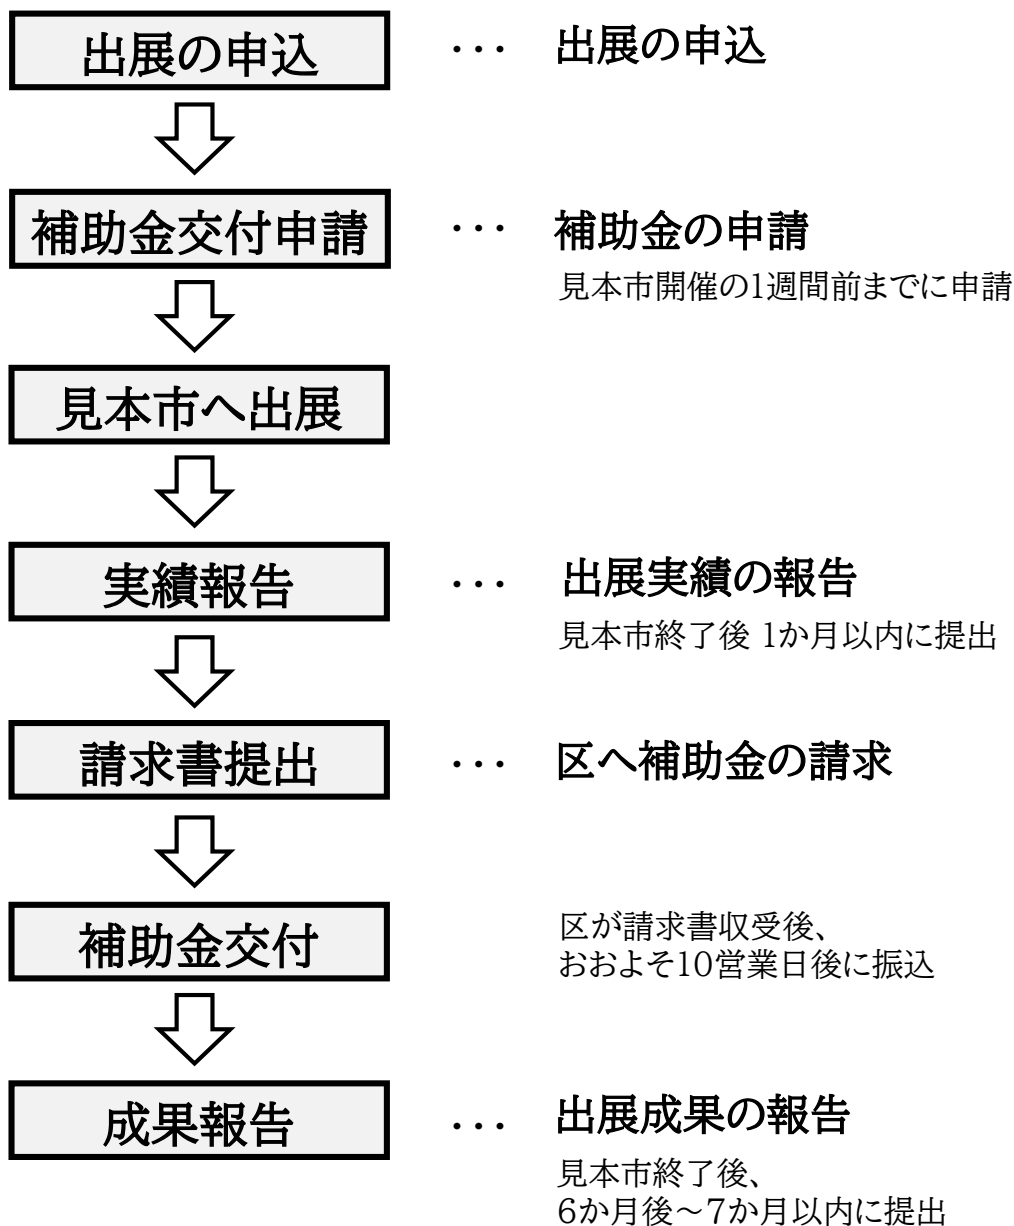 出展の申込 ・・・ 出展の申込
補助金交付申請 ・・・ 補助金の申請
見本市開催の1週間前までに申請
見本市へ出展
実績報告 ・・・ 出展実績の報告
見本市終了後 1か月以内に提出
請求書提出 ・・・ 区へ補助金の請求
補助金交付
区が請求書収受後、
おおよそ10営業日後に振込
成果報告 ・・・ 出展成果の報告
見本市終了後、
6か月後～7か月以内に提出